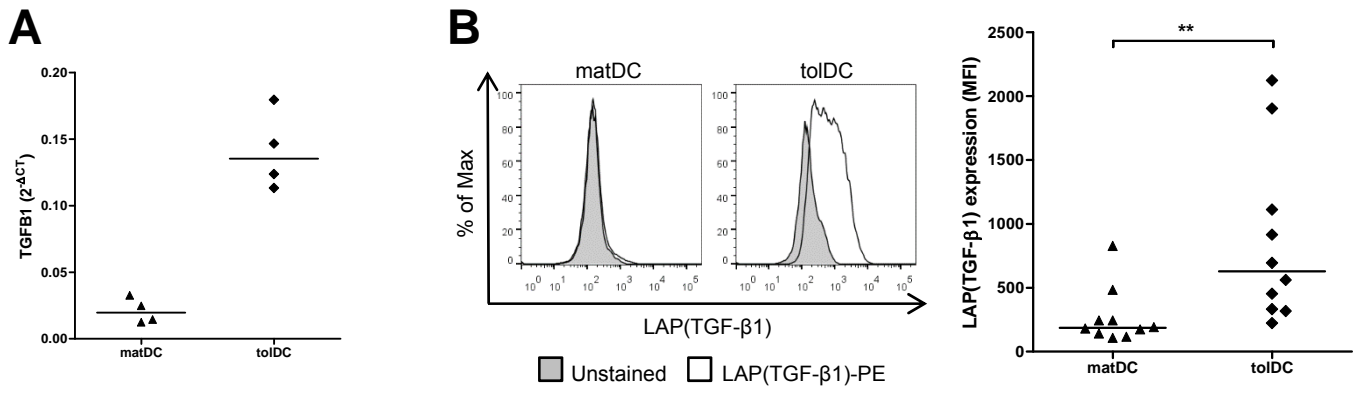 A
0.20
0.15
0.10
0.05
0.00
TGFB1 (2^-ΔCT)
matDC
tolDC
B
matDC
tolDC
% of Max
100
80
60
40
20
0
10^0 10^1 10^2 10^3 10^4 10^5
100
80
60
40
20
0
10^0 10^1 10^2 10^3 10^4 10^5
LAP(TGF-β1)
Unstained
LAP(TGF-β1)-PE
**
2500
2000
1500
1000
500
0
LAP(TGF-β1) expression (MFI)
matDC
tolDC